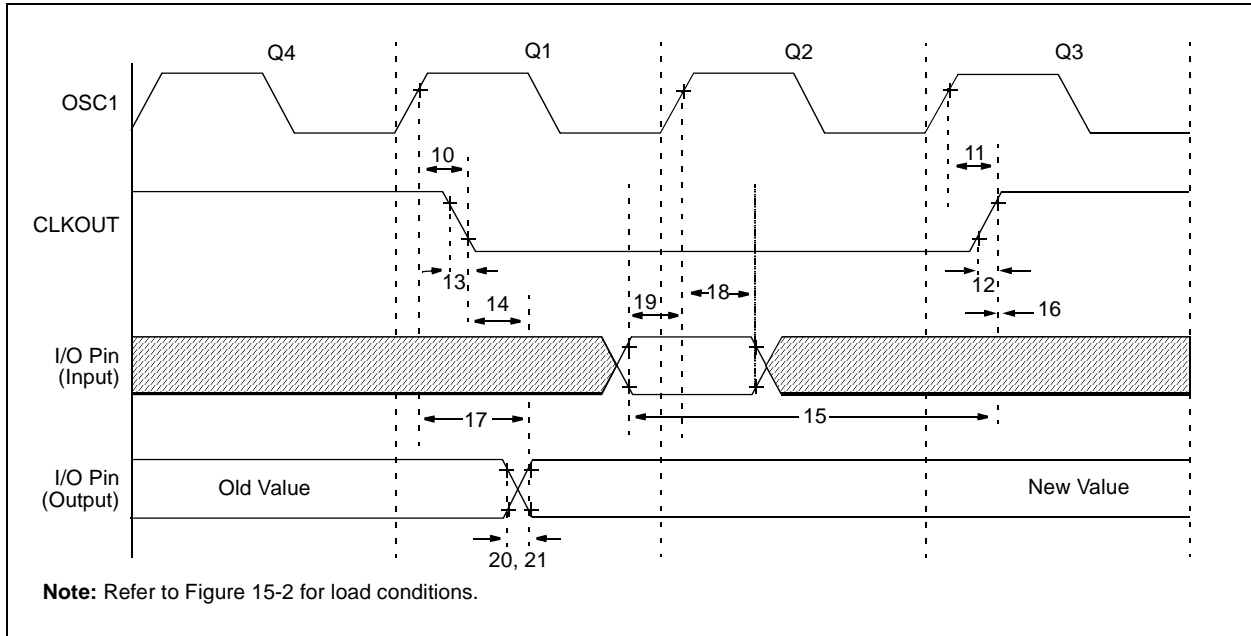 Q4 Q1 Q2 Q3
OSC1
10 11
CLKOUT
13 12
14 19 18 16
I/O Pin
(Input)
17 15
I/O Pin
(Output)
Old Value New Value
20, 21
Note: Refer to Figure 15-2 for load conditions.